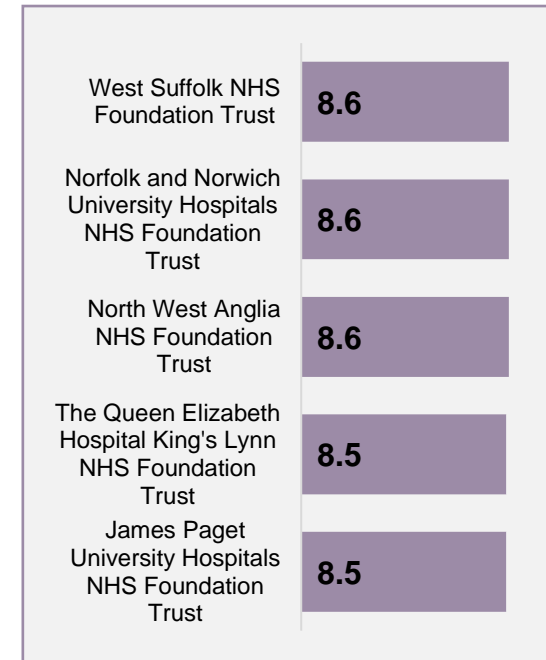 West Suffolk NHS
Foundation Trust
8.6
Norfolk and Norwich
University Hospitals
NHS Foundation
Trust
8.6
North West Anglia
NHS Foundation
Trust
8.6
The Queen Elizabeth
Hospital King's Lynn
NHS Foundation
Trust
8.5
James Paget
University Hospitals
NHS Foundation
Trust
8.5